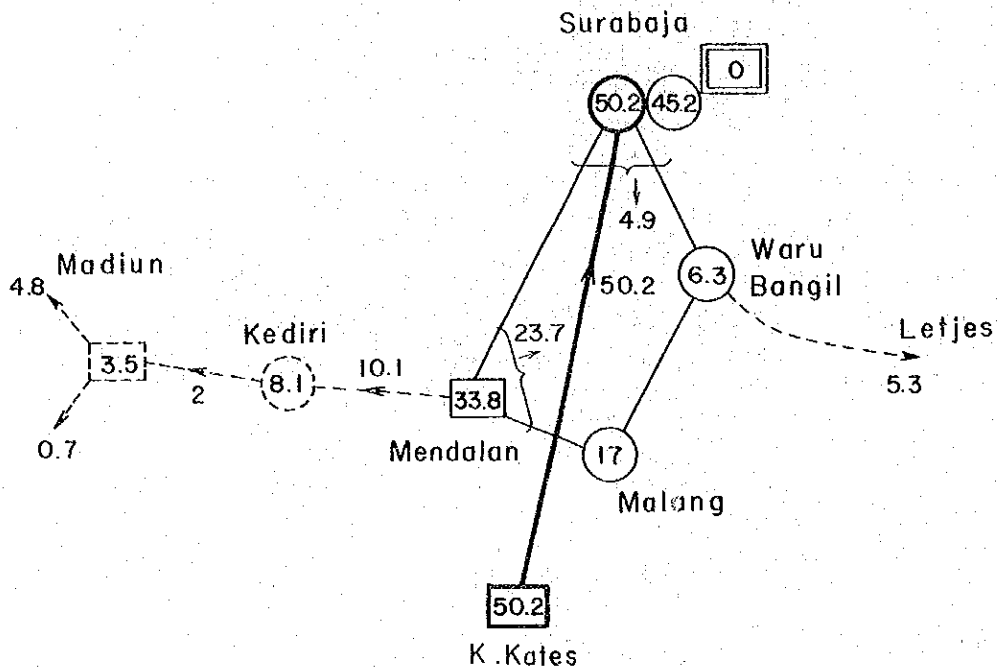 Surabaja
0
50.2 45.2
4.9
Waru
Bangil
6.3
50.2
Madiun
4.8
Kediri
23.7
Letjes
5.3
3.5
2
8.1
10.1
33.8
0.7
Mendalan
17
Malang
50.2
K.Kates